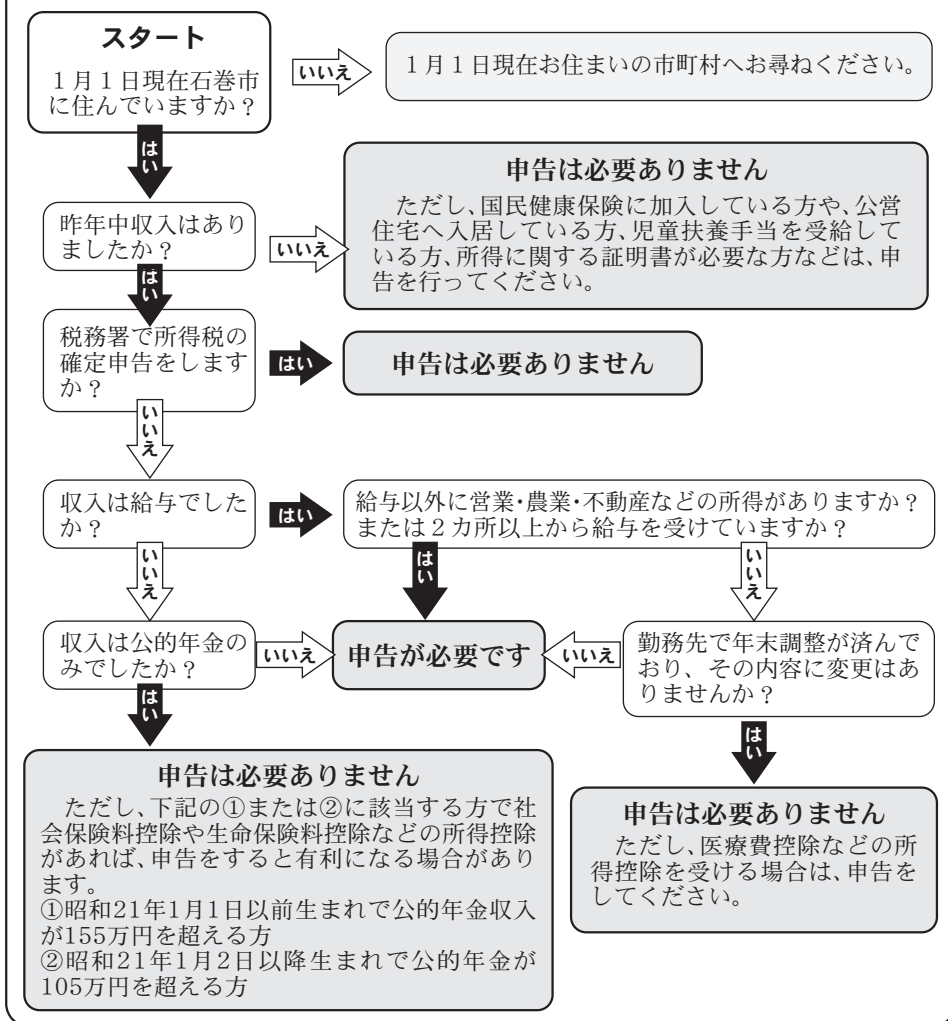 スタート
１月１日現在石巻市
に住んでいますか？
いいえ
１月１日現在お住まいの市町村へお尋ねください。
はい
昨年中収入はあり
ましたか？
いいえ
申告は必要ありません
ただし、国民健康保険に加入している方や、公営
住宅へ入居している方、児童扶養手当を受給して
いる方、所得に関する証明書が必要な方などは、申
告を行ってください。
はい
税務署で所得税の
確定申告をします
か？
はい
申告は必要ありません
いいえ
収入は給与でした
か？
はい
給与以外に営業・農業・不動産などの所得がありますか？
または２カ所以上から給与を受けていますか？
いいえ
はい
いいえ
収入は公的年金の
みでしたか？
いいえ
申告が必要です
いいえ
勤務先で年末調整が済んで
おり、その内容に変更はあ
りませんか？
はい
はい
申告は必要ありません
ただし、下記の①または②に該当する方で社
会保険料控除や生命保険料控除などの所得控除
があれば、申告をすると有利になる場合があり
ます。
①昭和21年1月1日以前生まれで公的年金収入
が155万円を超える方
②昭和21年1月2日以降生まれで公的年金が
105万円を超える方
申告は必要ありません
ただし、医療費控除などの所
得控除を受ける場合は、申告を
してください。